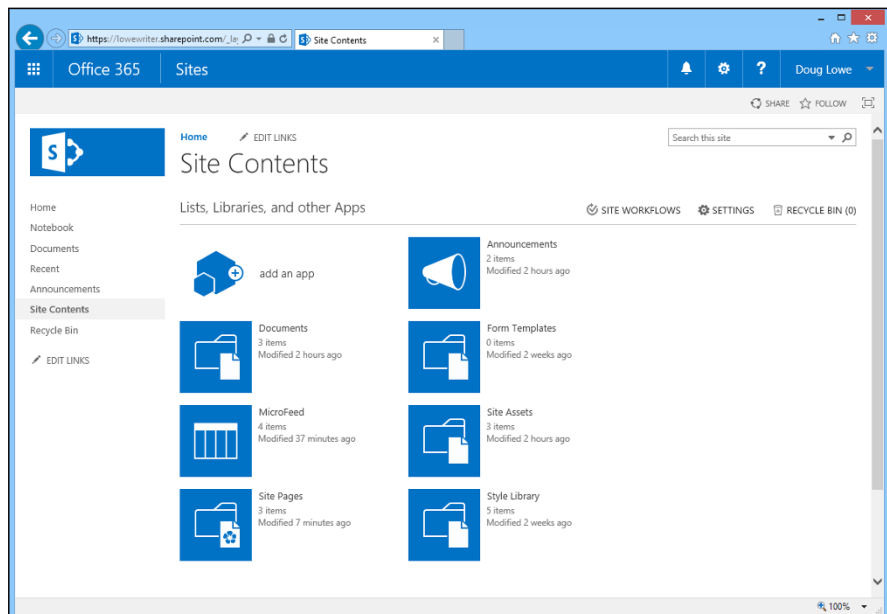 https://lowewriter.sharepoint.com/_la
Site Contents
Office 365
Sites
?
Doug Lowe
SHARE
FOLLOW
S
Home
EDIT LINKS
Search this site
Site Contents
Home
Notebook
Documents
Recent
Announcements
Site Contents
Recycle Bin
EDIT LINKS
Lists, Libraries, and other Apps
SITE WORKFLOWS
SETTINGS
RECYCLE BIN (0)
add an app
Announcements
2 items
Modified 2 hours ago
Documents
3 items
Modified 2 hours ago
Form Templates
0 items
Modified 2 weeks ago
MicroFeed
4 items
Modified 37 minutes ago
Site Assets
3 items
Modified 2 hours ago
Site Pages
3 items
Modified 7 minutes ago
Style Library
5 items
Modified 2 weeks ago
100%